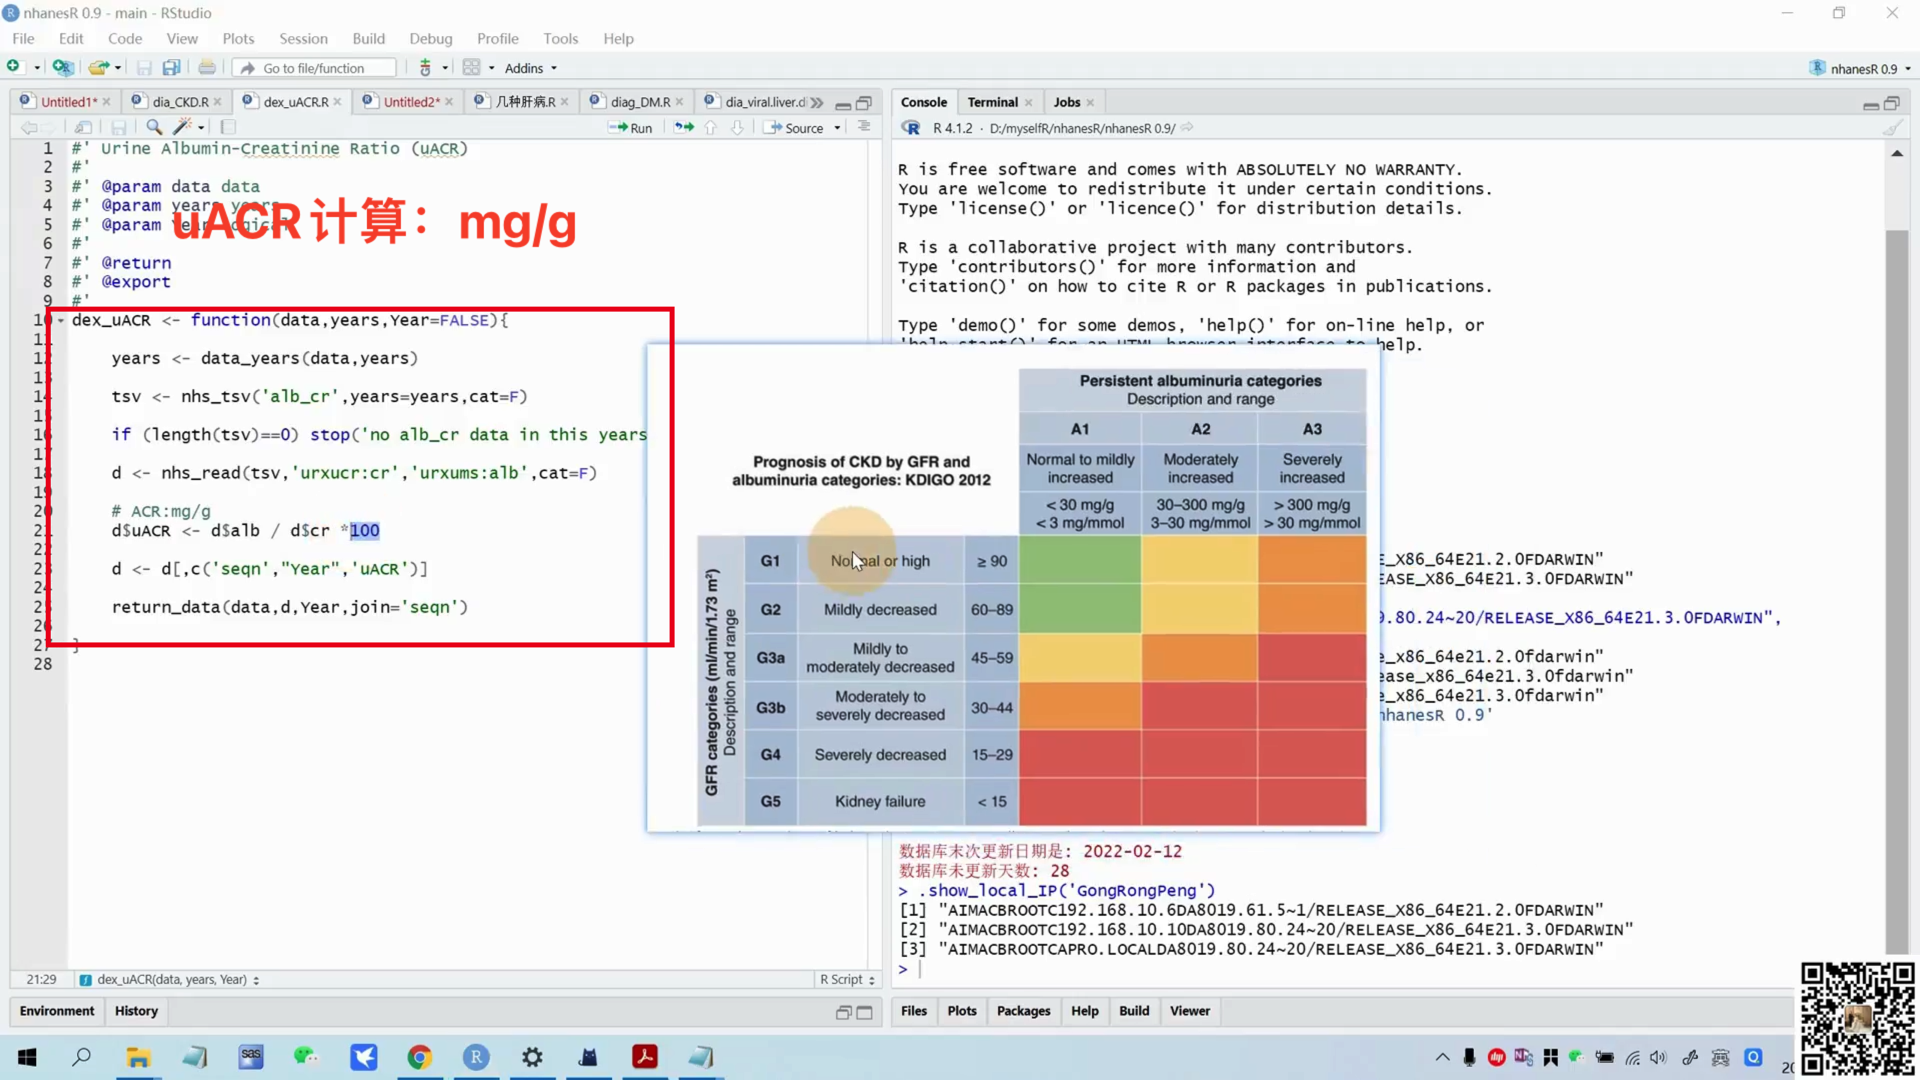 nhanesR 0.9 - main - RStudio
File Edit Code View Plots Session Build Debug Profile Tools Help
Go to file/function Addins nhanesR 0.9
Untitled1* dia_CKD.R dex_uACR.R Untitled2* 几种肝病.R diag_DM.R dia_viral.liver.di
Run Source
1 #' Urine Albumin-Creatinine Ratio (uACR)
2 #'
3 #' @param data data
4 #' @param years years
5 #' @param Year logical
6 #'
7 #' @return
8 #' @export
9 #'
uACR 计算：mg/g
10 dex_uACR <- function(data,years,Year=FALSE){
11
12 years <- data_years(data,years)
13
14 tsv <- nhs_tsv('alb_cr',years=years,cat=F)
15
16 if (length(tsv)==0) stop('no alb_cr data in this years
17
18 d <- nhs_read(tsv,'urxucr:cr','urxums:alb',cat=F)
19
20 # ACR:mg/g
21 d$uACR <- d$alb / d$cr *100
22
23 d <- d[,c('seqn',"Year",'uACR')]
24
25 return_data(data,d,Year,join='seqn')
26
27 }
28
21:29 dex_uACR(data, years, Year) R Script
Environment History
Console Terminal Jobs
R 4.1.2 · D:/myselfR/nhanesR/nhanesR 0.9/
R is free software and comes with ABSOLUTELY NO WARRANTY.
You are welcome to redistribute it under certain conditions.
Type 'license()' or 'licence()' for distribution details.
R is a collaborative project with many contributors.
Type 'contributors()' for more information and
'citation()' on how to cite R or R packages in publications.
Type 'demo()' for some demos, 'help()' for on-line help, or
'help.start()' for an HTML browser interface to help.
Persistent albuminuria categories
Description and range
Prognosis of CKD by GFR and
albuminuria categories: KDIGO 2012
A1 A2 A3
Normal to mildly increased Moderately increased Severely increased
< 30 mg/g 30–300 mg/g > 300 mg/g
< 3 mg/mmol 3–30 mg/mmol > 30 mg/mmol
GFR categories (ml/min/1.73 m²)
Description and range
G1 Normal or high ≥ 90
G2 Mildly decreased 60–89
G3a Mildly to moderately decreased 45–59
G3b Moderately to severely decreased 30–44
G4 Severely decreased 15–29
G5 Kidney failure < 15
_X86_64E21.2.0FDARWIN"
EASE_X86_64E21.3.0FDARWIN"
.80.24~20/RELEASE_X86_64E21.3.0FDARWIN",
e_x86_64e21.2.0fdarwin"
ease_x86_64e21.3.0fdarwin"
e_x86_64e21.3.0fdarwin"
nhanesR 0.9'
数据库末次更新日期是: 2022-02-12
数据库未更新天数: 28
> .show_local_IP('GongRongPeng')
[1] "AIMACBROOTC192.168.10.6DA8019.61.5~1/RELEASE_X86_64E21.2.0FDARWIN"
[2] "AIMACBROOTC192.168.10.10DA8019.80.24~20/RELEASE_X86_64E21.3.0FDARWIN"
[3] "AIMACBROOTCAPRO.LOCALDA8019.80.24~20/RELEASE_X86_64E21.3.0FDARWIN"
>
Files Plots Packages Help Build Viewer